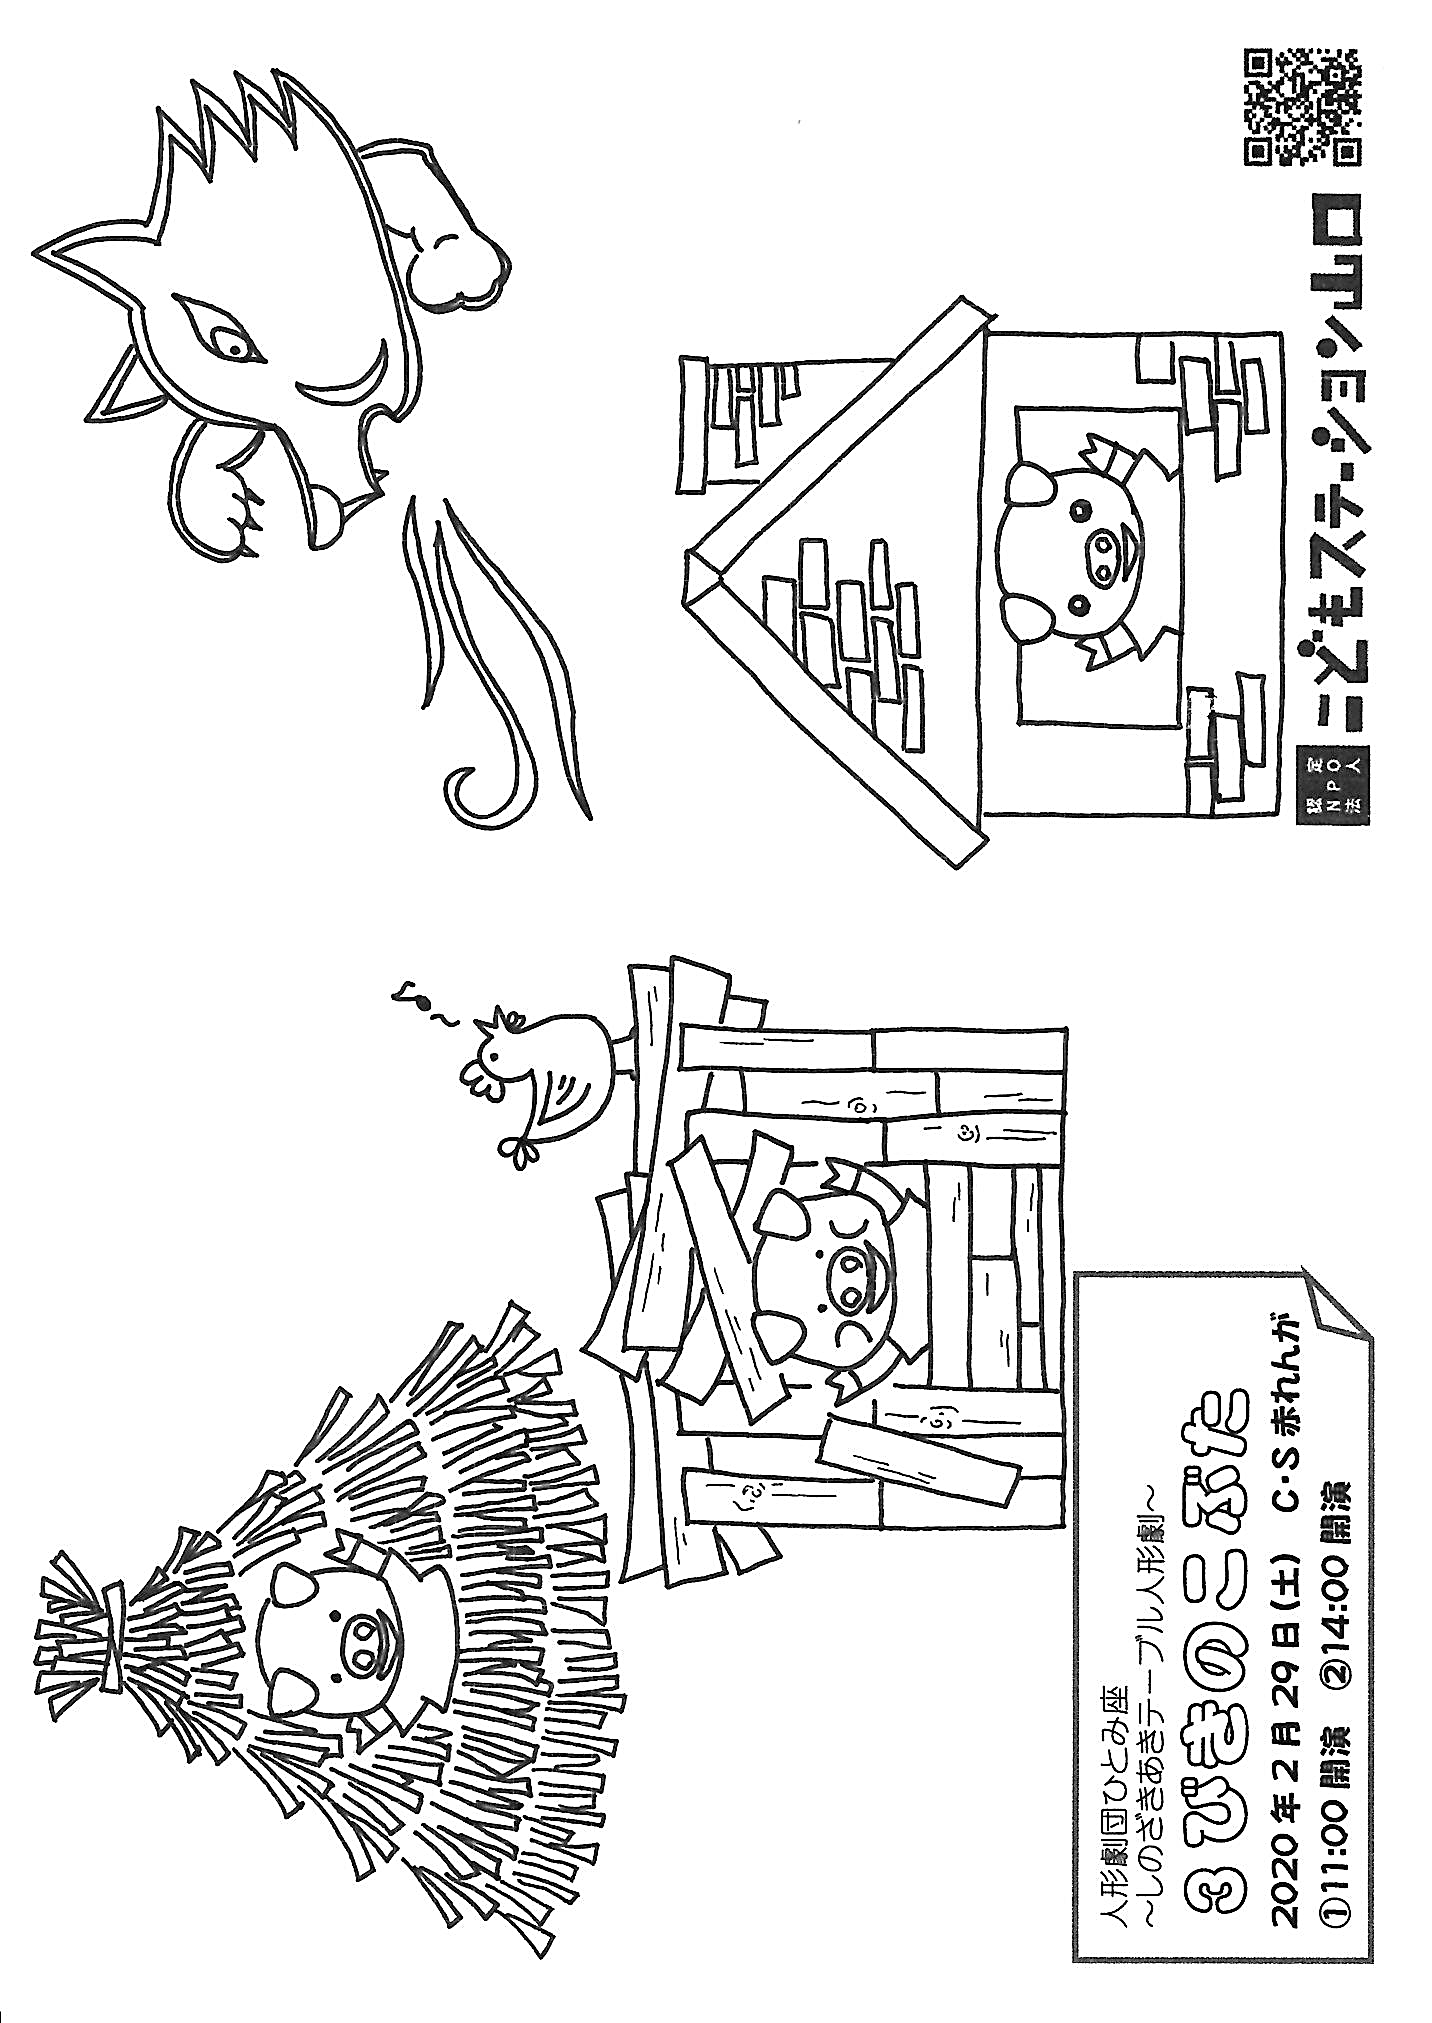 人形劇団ひとみ座
～しのざきあきテーブル人形劇～
3びきのこぶた
2020年2月29日(土) C・S赤れんが
①11:00開演 ②14:00開演
認定
NPO
法人
こどもステーション山口